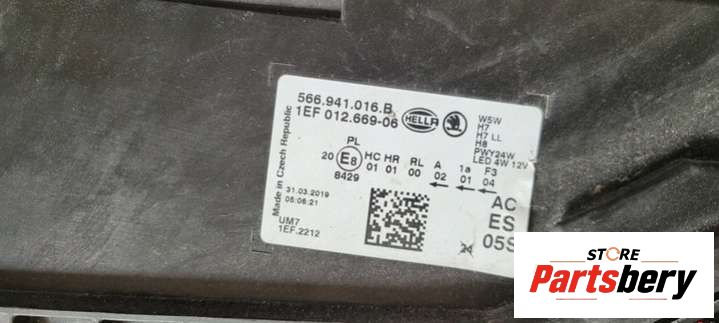 566.941.016.B
1EF 012.669-06
HELLA
Made in Czech Republic
W5W
H7
H7 LL
H8
PWY24W
LED 4W 12V
PL
20 E8 HC HR RL A 1a F3
01 01 00 02 01 04
8429
31.03.2019
05:06:21
UM7
1EF.2212
AC
ES
05S
24
STORE
Partsbery